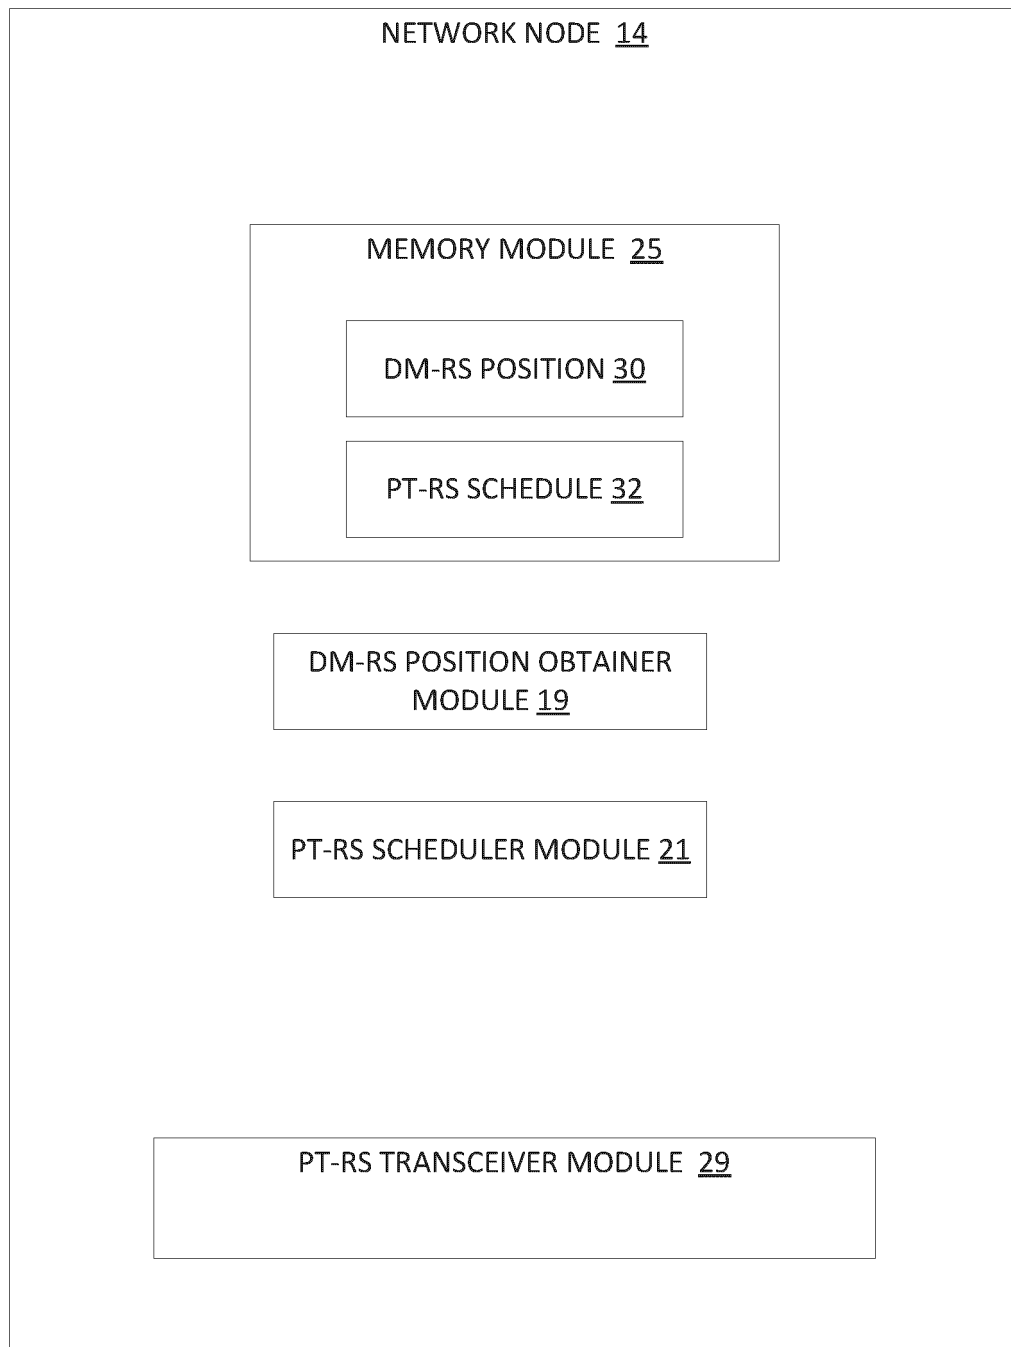 NETWORK NODE 14
MEMORY MODULE 25
DM-RS POSITION 30
PT-RS SCHEDULE 32
DM-RS POSITION OBTAINER
MODULE 19
PT-RS SCHEDULER MODULE 21
PT-RS TRANSCEIVER MODULE 29